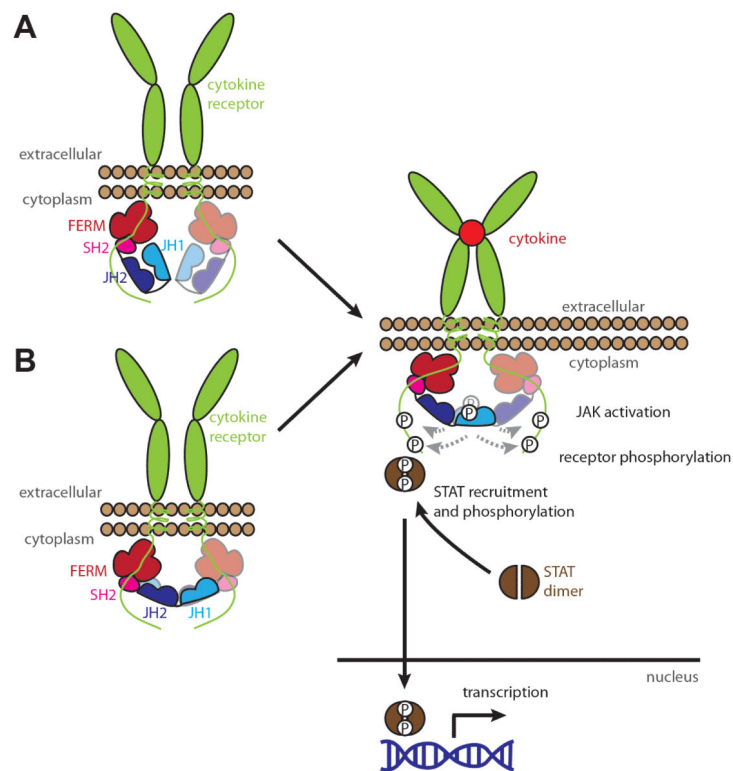 A
cytokine
receptor
extracellular
cytoplasm
FERM
SH2
JH1
JH2
B
cytokine
receptor
extracellular
cytoplasm
FERM
SH2
JH2
JH1
cytokine
extracellular
cytoplasm
P
P
P
P
P
P
JAK activation
receptor phosphorylation
P
P
STAT recruitment
and phosphorylation
STAT
dimer
nucleus
transcription
P
P